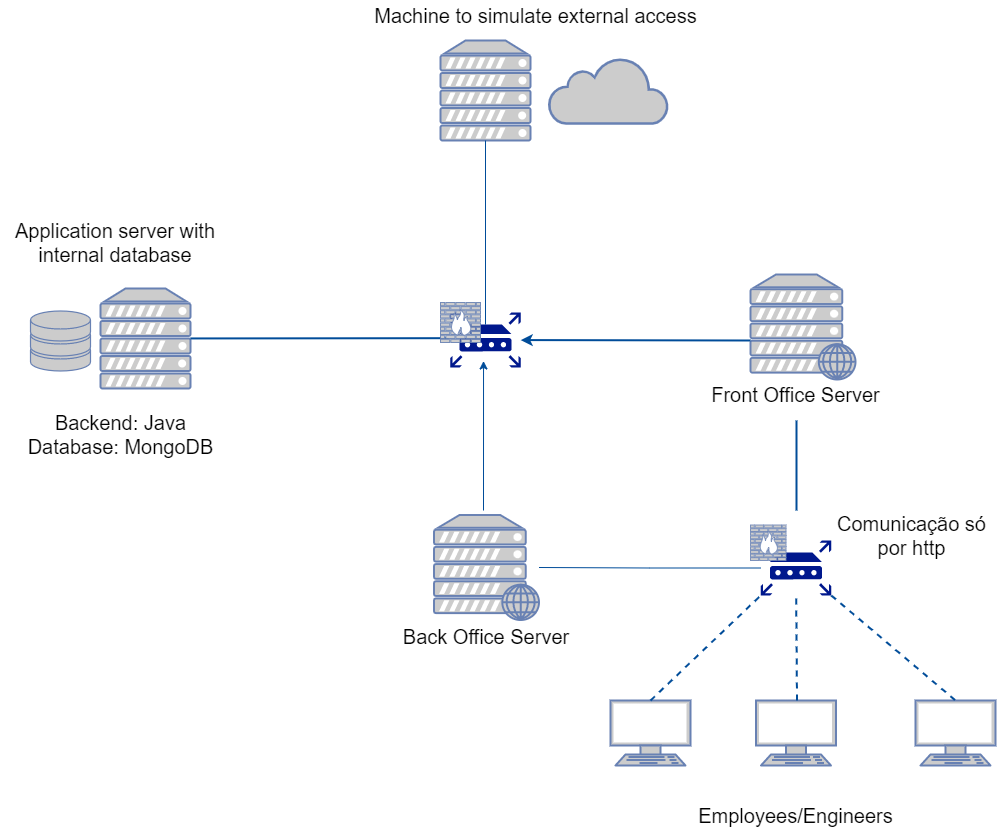 Machine to simulate external access
Application server with
internal database
Backend: Java
Database: MongoDB
Front Office Server
Comunicação só
por http
Back Office Server
Employees/Engineers